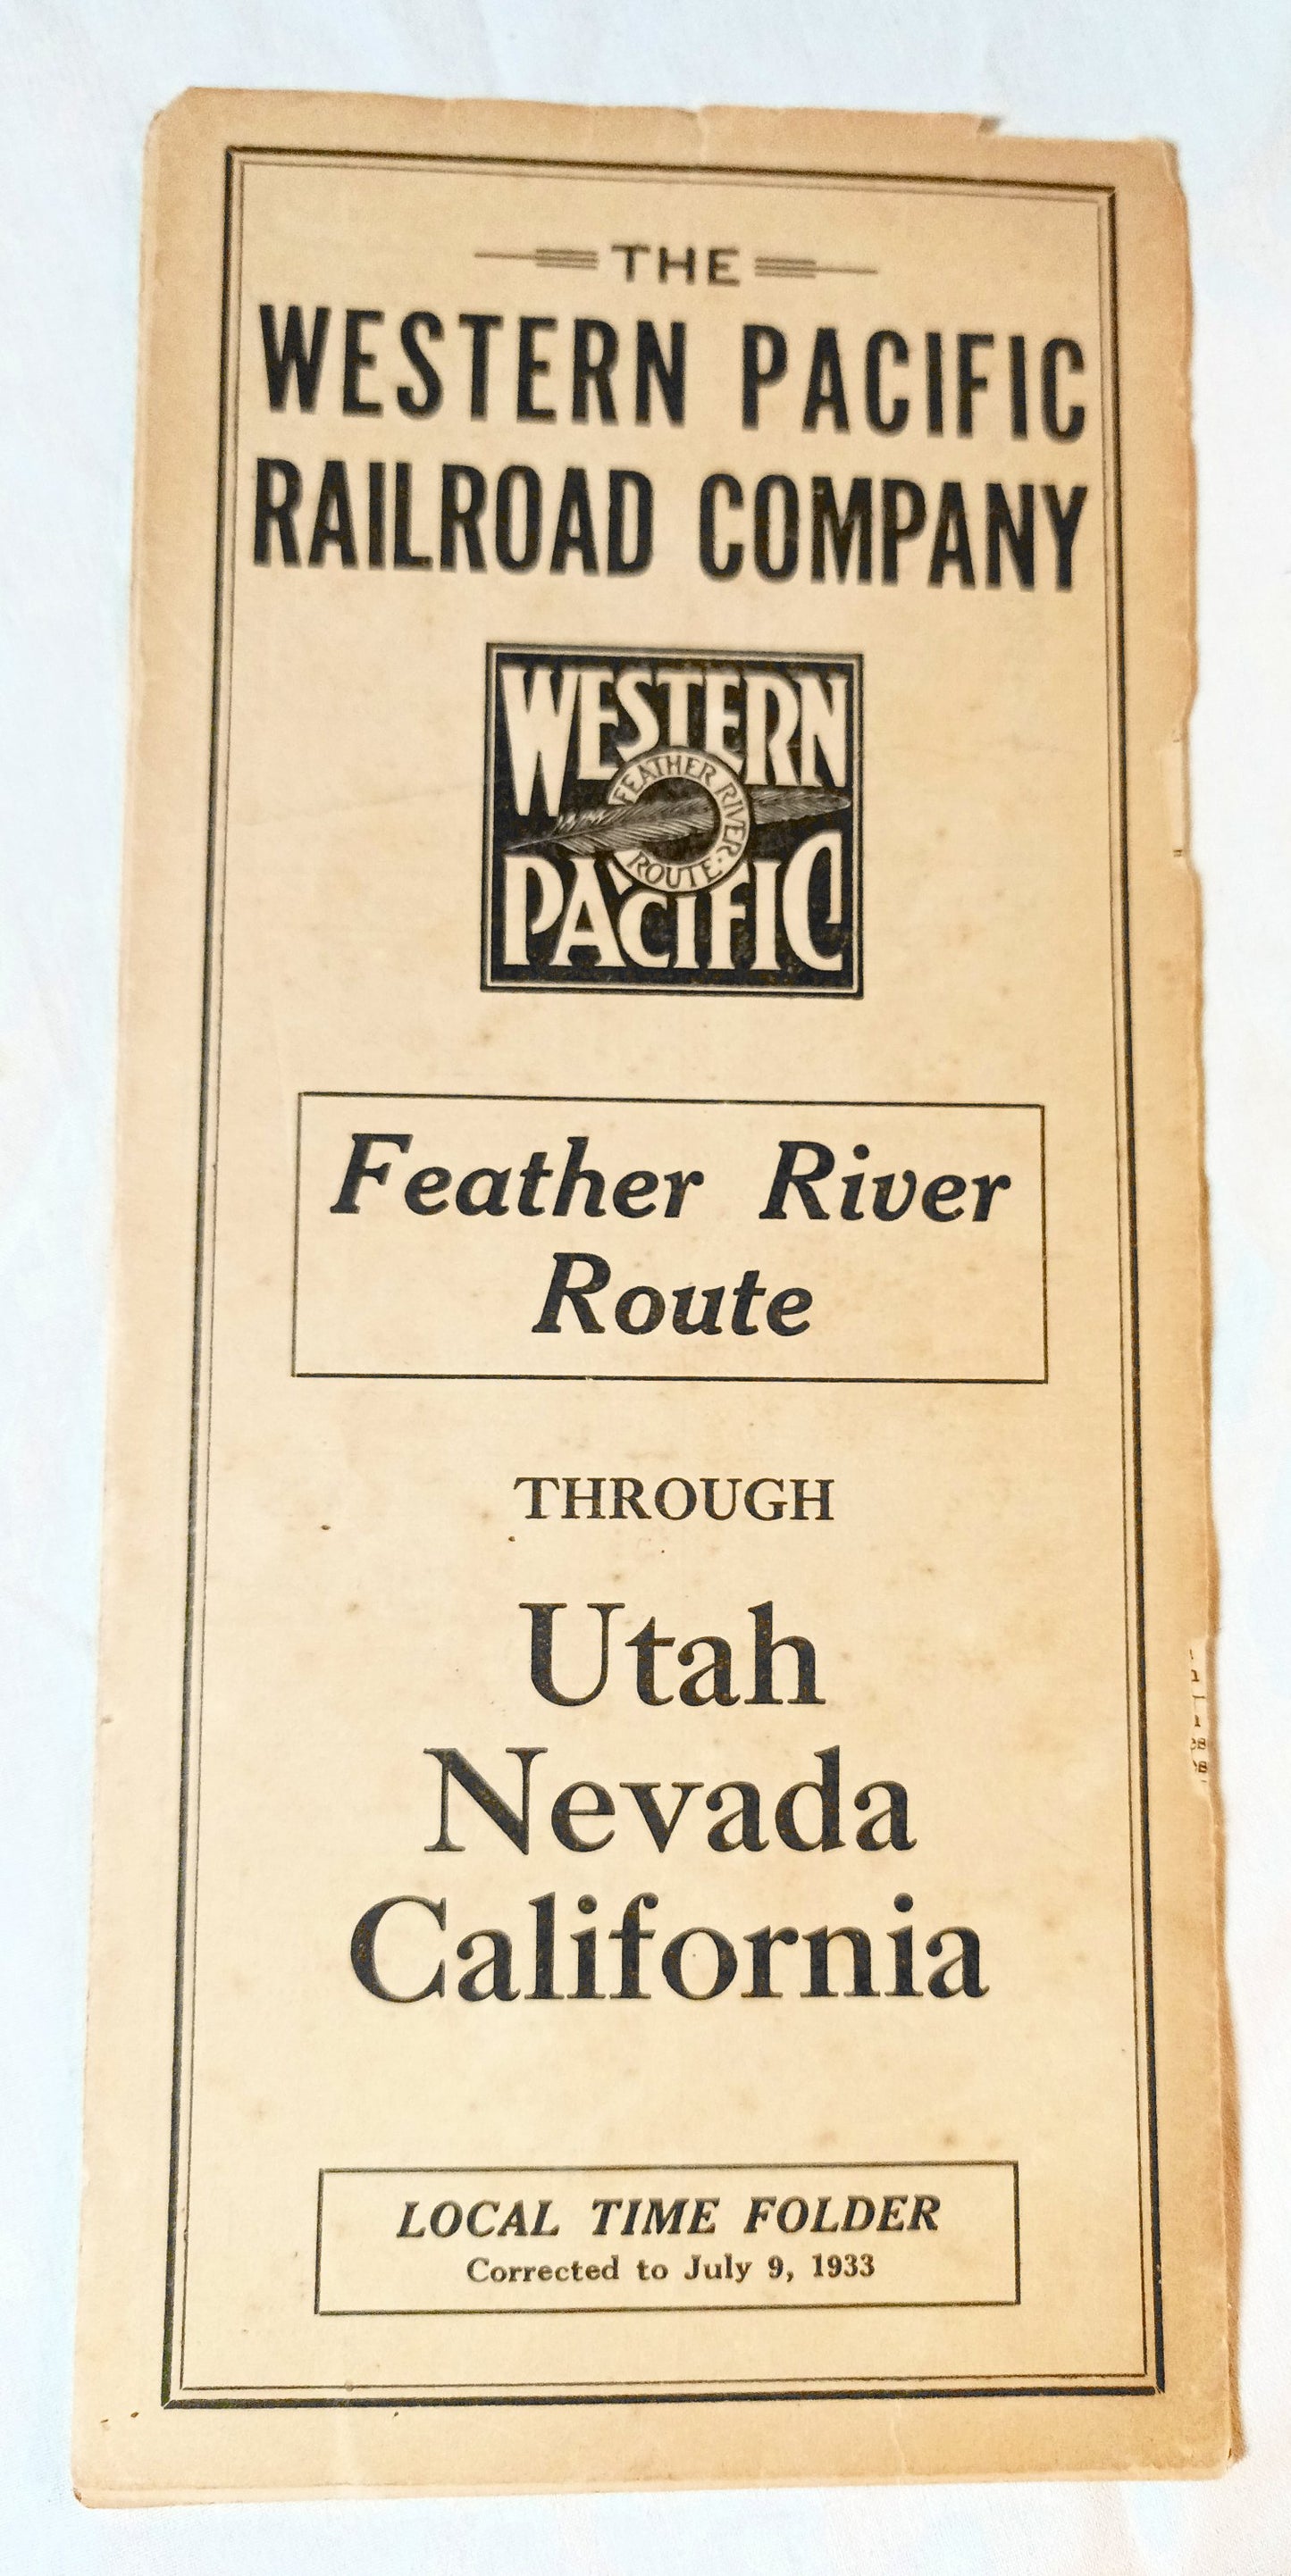 THE
WESTERN PACIFIC
RAILROAD COMPANY
WESTERN
FEATHER RIVER
ROUTE
PACIFIC
Feather River
Route
THROUGH
Utah
Nevada
California
LOCAL TIME FOLDER
Corrected to July 9, 1933